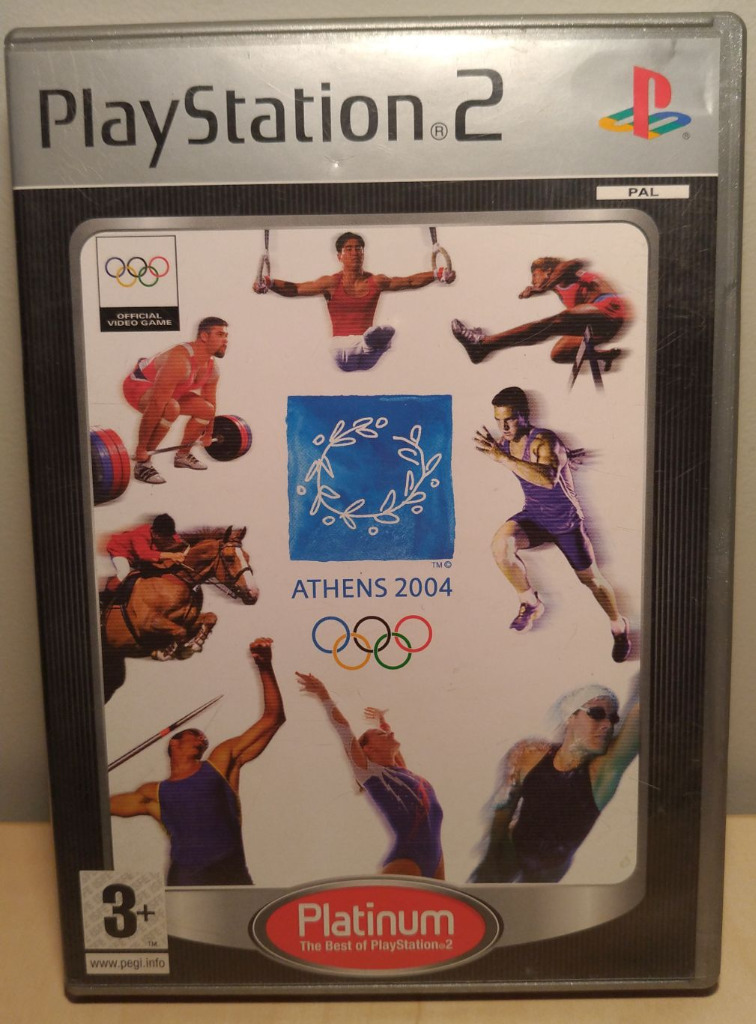 PlayStation®2
PAL
OFFICIAL
VIDEO GAME
TM©
ATHENS 2004
3+
TM
www.pegi.info
Platinum
The Best of PlayStation®2